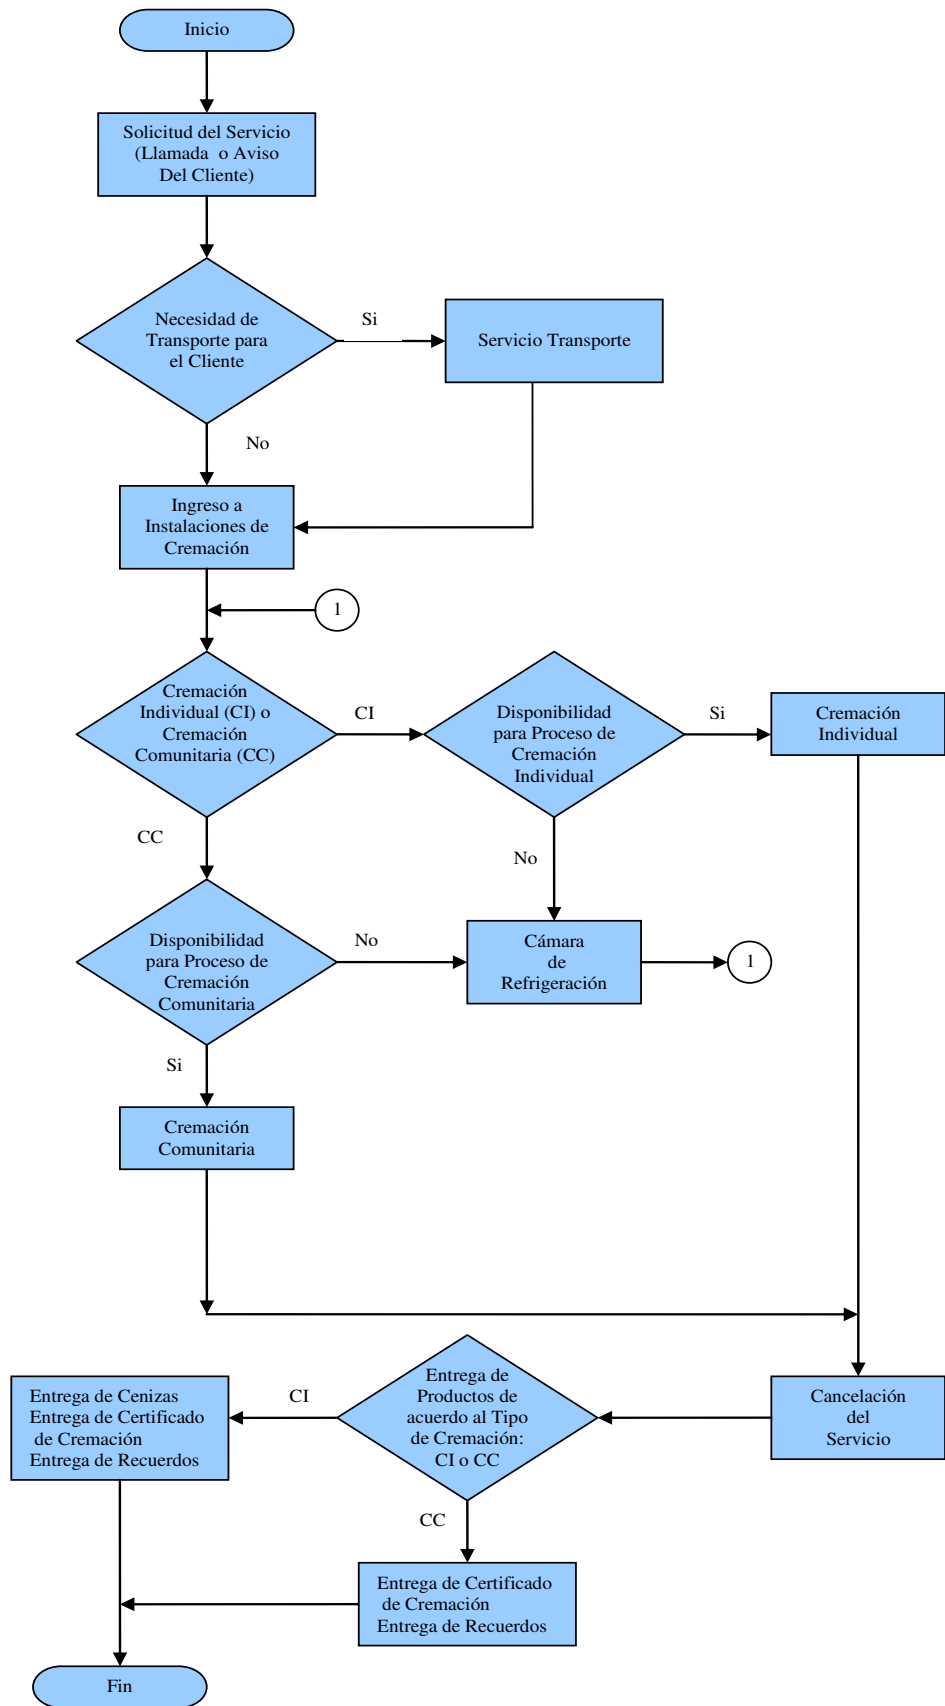 Inicio
Solicitud del Servicio
(Llamada o Aviso
Del Cliente)
Necesidad de
Transporte para
el Cliente
Si
Servicio Transporte
No
Ingreso a
Instalaciones de
Cremación
1
Cremación
Individual (CI) o
Cremación
Comunitaria (CC)
CI
Disponibilidad
para Proceso de
Cremación
Individual
Si
Cremación
Individual
CC
No
Disponibilidad
para Proceso de
Cremación
Comunitaria
No
Cámara
de
Refrigeración
1
Si
Cremación
Comunitaria
Entrega de Cenizas
Entrega de Certificado
de Cremación
Entrega de Recuerdos
CI
Entrega de
Productos de
acuerdo al Tipo
de Cremación:
CI o CC
Cancelación
del
Servicio
CC
Entrega de Certificado
de Cremación
Entrega de Recuerdos
Fin